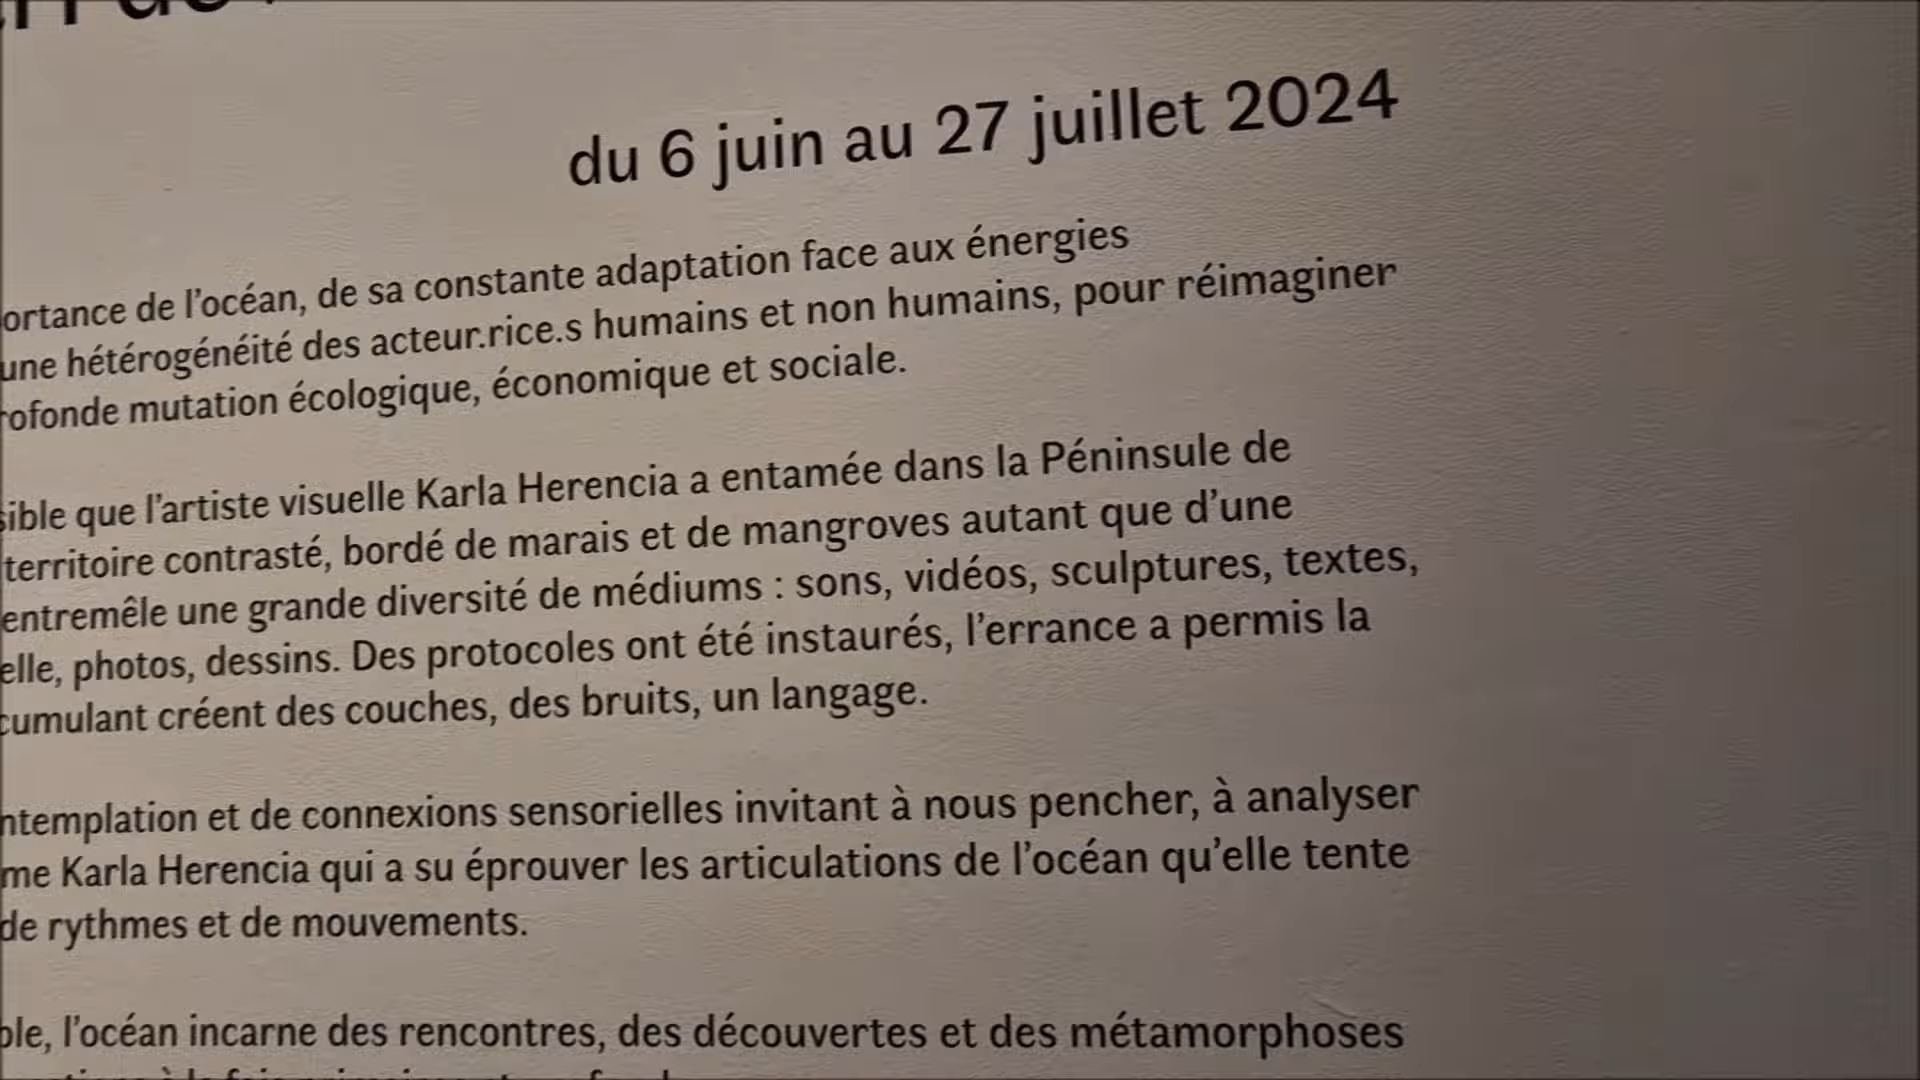 du 6 juin au 27 juillet 2024
ortance de l'océan, de sa constante adaptation face aux énergies
une hétérogénéité des acteur.rice.s humains et non humains, pour réimaginer
rofonde mutation écologique, économique et sociale.
sible que l'artiste visuelle Karla Herencia a entamée dans la Péninsule de
territoire contrasté, bordé de marais et de mangroves autant que d'une
entremêle une grande diversité de médiums : sons, vidéos, sculptures, textes,
elle, photos, dessins. Des protocoles ont été instaurés, l'errance a permis la
cumulant créent des couches, des bruits, un langage.
ntemplation et de connexions sensorielles invitant à nous pencher, à analyser
me Karla Herencia qui a su éprouver les articulations de l'océan qu'elle tente
de rythmes et de mouvements.
ble, l'océan incarne des rencontres, des découvertes et des métamorphoses